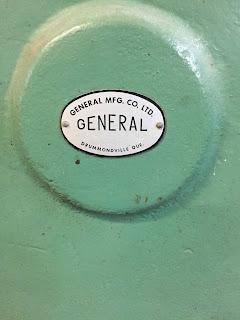 GENERAL MFG. CO. LTD.
GENERAL
DRUMMONDVILLE QUE.